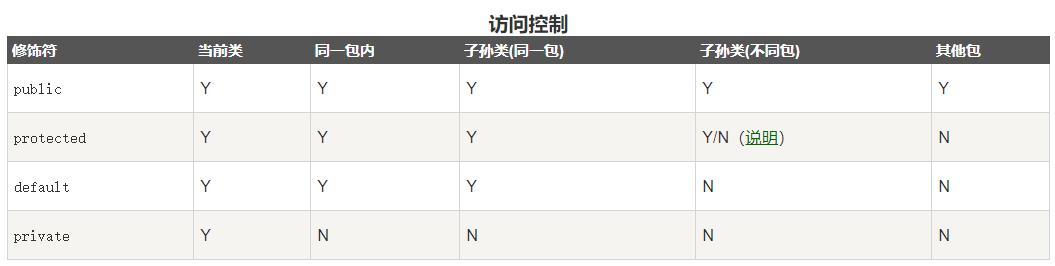 访问控制
修饰符 当前类 同一包内 子孙类(同一包) 子孙类(不同包) 其他包
public Y Y Y Y Y
protected Y Y Y Y/N（说明） N
default Y Y Y N N
private Y N N N N